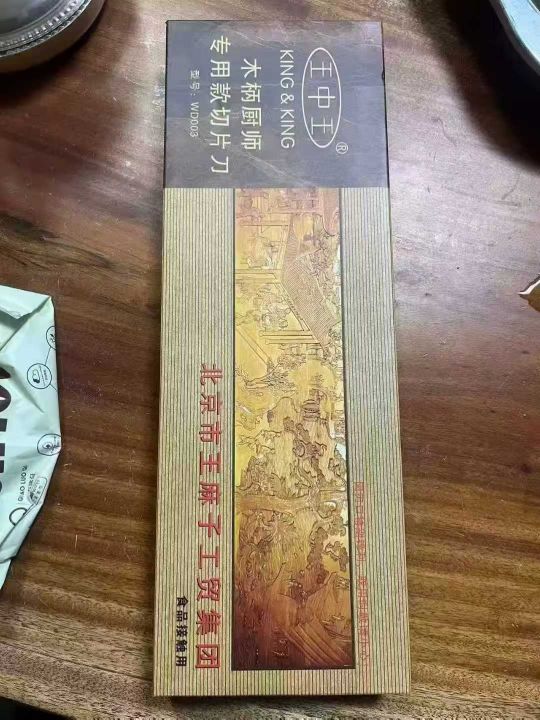 王中王®
KING & KING
木柄厨师
专用款切片刀
型号：WD003
北京市王麻子工贸集团
食品接触用